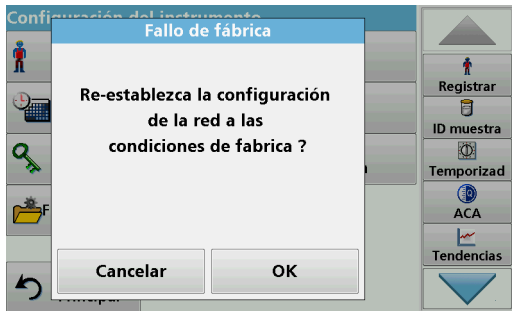 Configuración del instrumento
Fallo de fábrica
Re-establezca la configuración
de la red a las
condiciones de fabrica ?
Cancelar
OK
Principal
Registrar
ID muestra
Temporizad
ACA
Tendencias